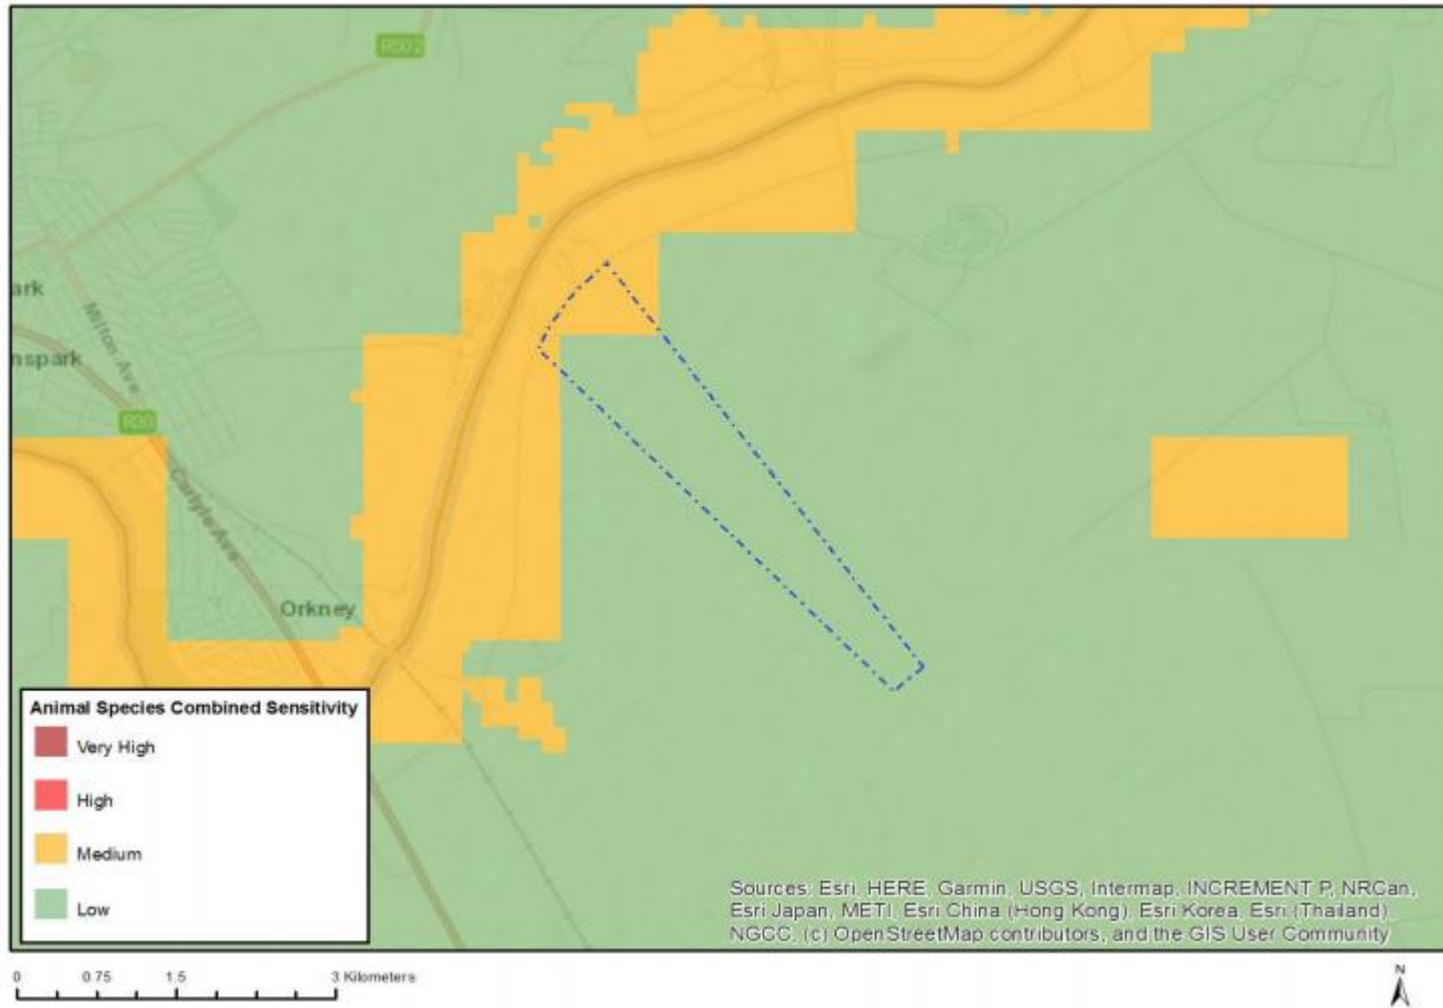 R502
ark
Milton Ave
nspark
R30
Carlyle Ave
Orkney
Animal Species Combined Sensitivity
Very High
High
Medium
Low
Sources: Esri, HERE, Garmin, USGS, Intermap, INCREMENT P, NRCan,
Esri Japan, METI, Esri China (Hong Kong), Esri Korea, Esri (Thailand),
NGCC, (c) OpenStreetMap contributors, and the GIS User Community
0 0.75 1.5 3 Kilometers
N